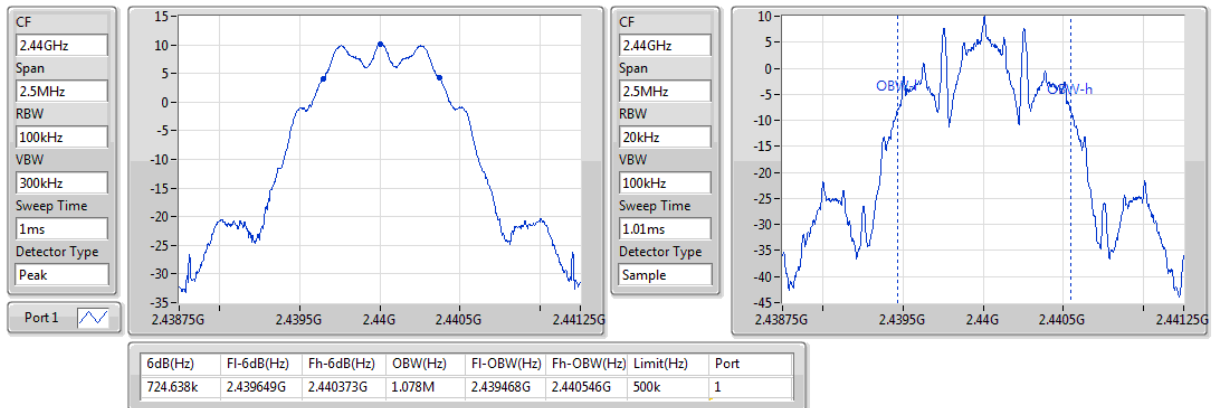 CF
2.44GHz
Span
2.5MHz
RBW
100kHz
VBW
300kHz
Sweep Time
1ms
Detector Type
Peak
Port 1
15
10
5
0
-5
-10
-15
-20
-25
-30
-35
2.43875G 2.4395G 2.44G 2.4405G 2.44125G
CF
2.44GHz
Span
2.5MHz
RBW
20kHz
VBW
100kHz
Sweep Time
1.01ms
Detector Type
Sample
10
5
0
-5
-10
-15
-20
-25
-30
-35
-40
-45
OBW-h
2.43875G 2.4395G 2.44G 2.4405G 2.44125G
6dB(Hz) Fl-6dB(Hz) Fh-6dB(Hz) OBW(Hz) Fl-OBW(Hz) Fh-OBW(Hz) Limit(Hz) Port
724.638k 2.439649G 2.440373G 1.078M 2.439468G 2.440546G 500k 1